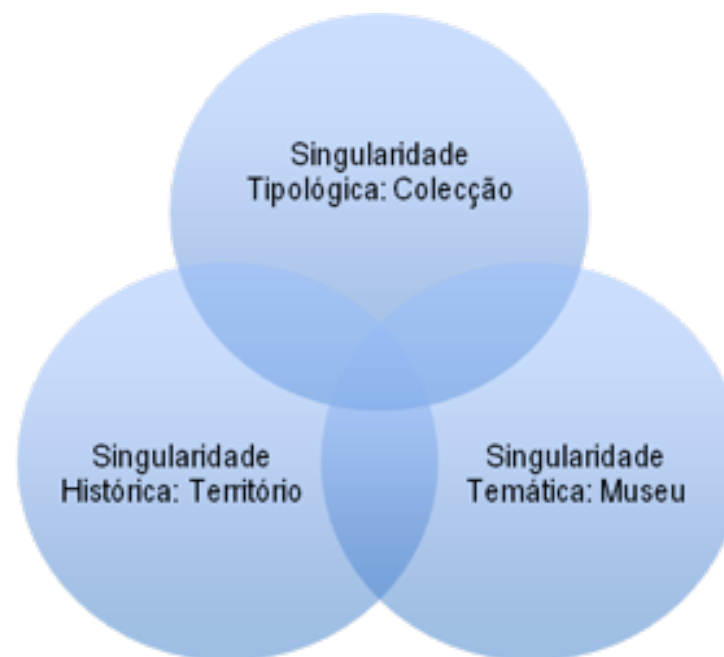 Singularidade
Tipológica: Colecção
Singularidade
Histórica: Território
Singularidade
Temática: Museu